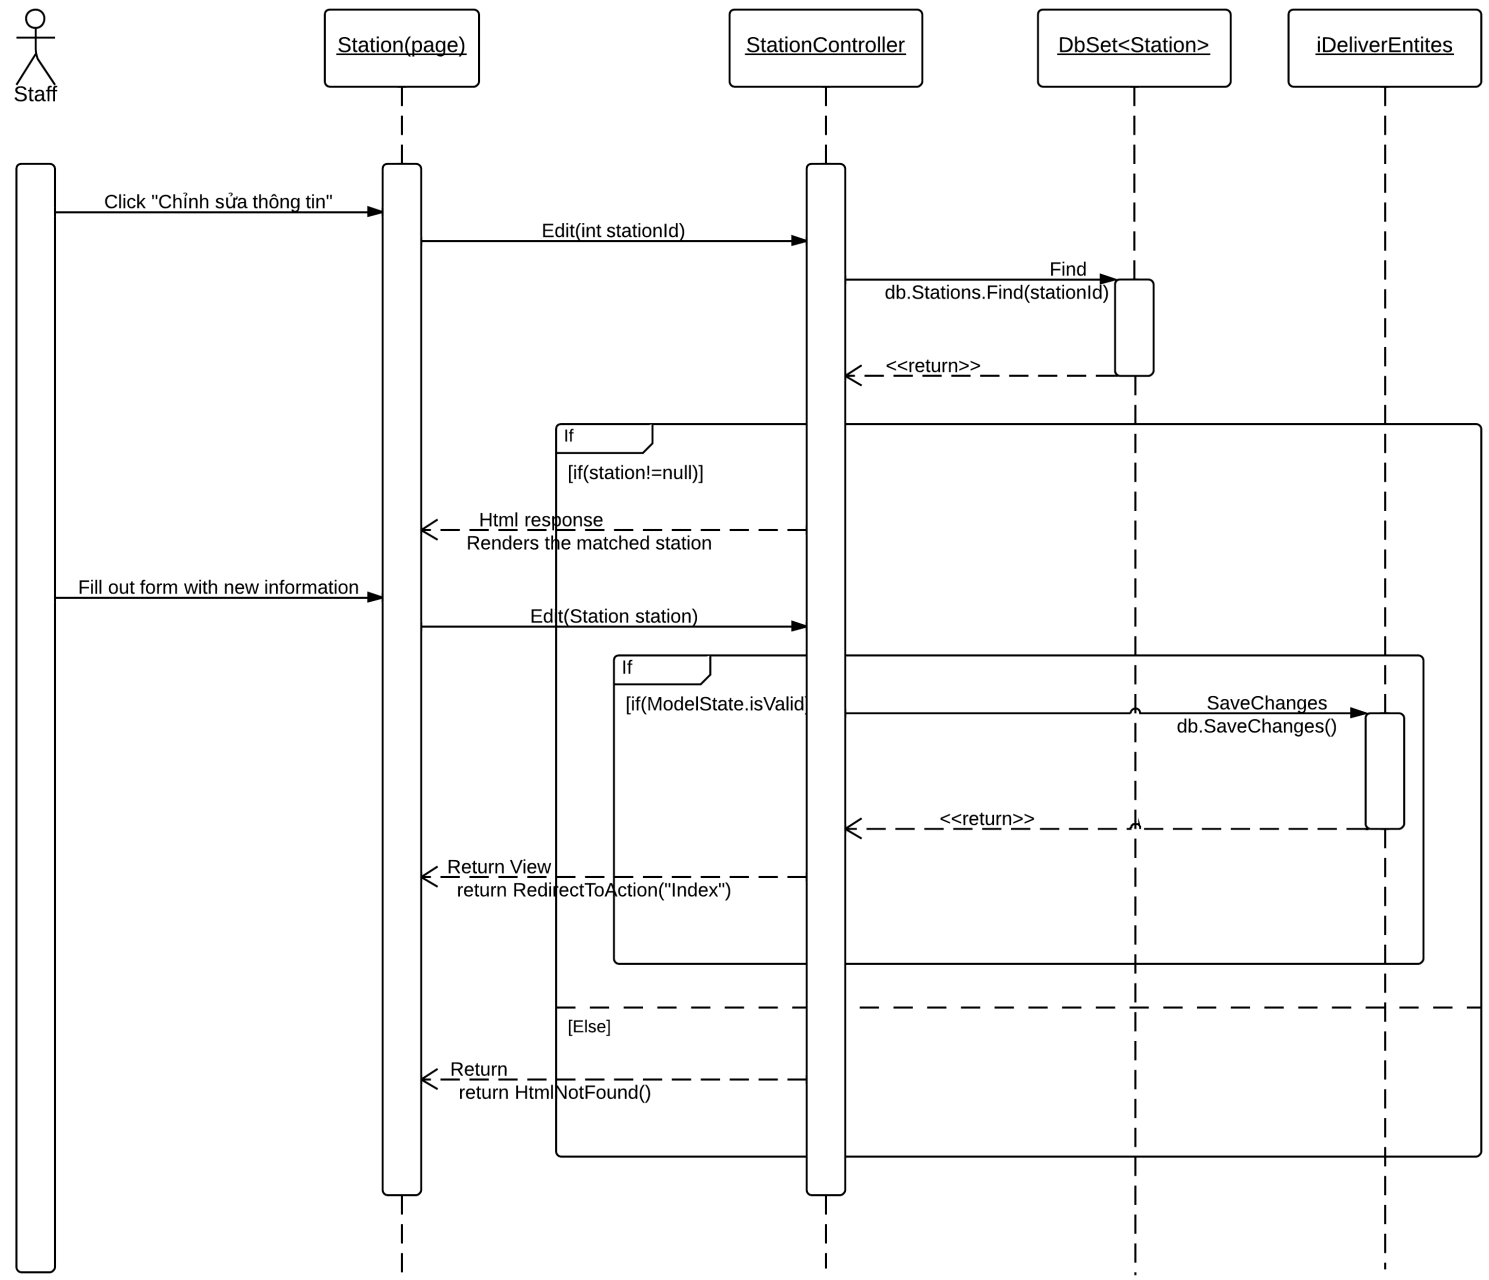 Staff
Station(page)
StationController
DbSet<Station>
iDeliverEntites
Click "Chỉnh sửa thông tin"
Edit(int stationId)
Find
db.Stations.Find(stationId)
<<return>>
If
[if(station!=null)]
Html response
Renders the matched station
Fill out form with new information
Edit(Station station)
If
[if(ModelState.isValid)
SaveChanges
db.SaveChanges()
<<return>>
Return View
return RedirectToAction("Index")
[Else]
Return
return HtmlNotFound()